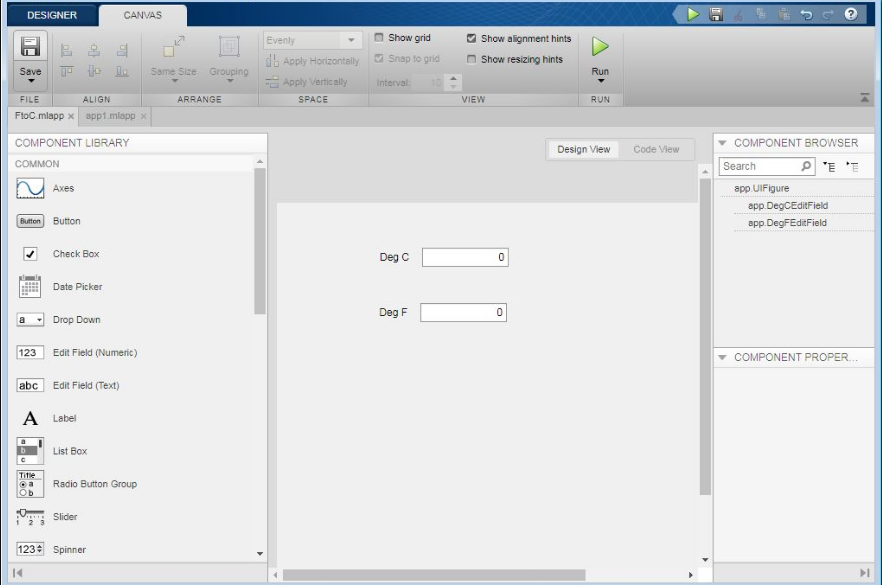 DESIGNER CANVAS
Save
Same Size Grouping
Evenly
Apply Horizontally
Apply Vertically
Show grid
Snap to grid
Interval: 10
Show alignment hints
Show resizing hints
Run
FILE ALIGN ARRANGE SPACE VIEW RUN
FtoC.mlapp app1.mlapp
COMPONENT LIBRARY
COMMON
Axes
Button Button
Check Box
Date Picker
a Drop Down
123 Edit Field (Numeric)
abc Edit Field (Text)
A Label
a
b
c
List Box
Title
a
b
Radio Button Group
1 2 3
Slider
123 Spinner
Design View Code View
Deg C 0
Deg F 0
COMPONENT BROWSER
Search
app.UIFigure
app.DegCEditField
app.DegFEditField
COMPONENT PROPER...